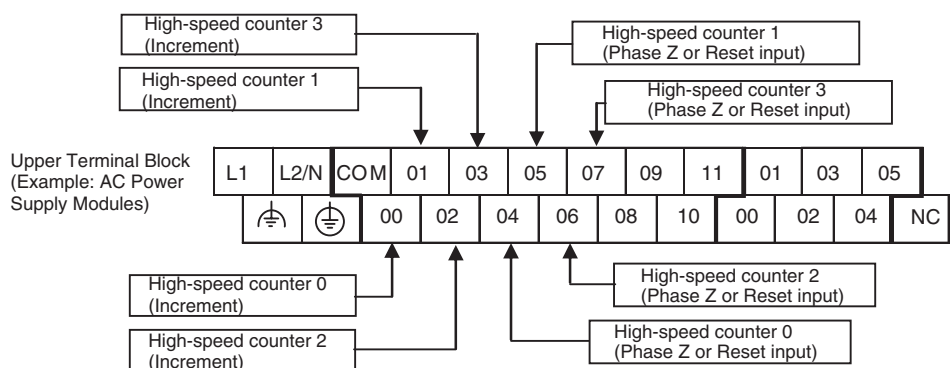 High-speed counter 3
(Increment)
High-speed counter 1
(Phase Z or Reset input)
High-speed counter 1
(Increment)
High-speed counter 3
(Phase Z or Reset input)
Upper Terminal Block
(Example: AC Power
Supply Modules)
L1 L2/N COM 01 03 05 07 09 11 01 03 05
00 02 04 06 08 10 00 02 04 NC
High-speed counter 0
(Increment)
High-speed counter 2
(Phase Z or Reset input)
High-speed counter 2
(Increment)
High-speed counter 0
(Phase Z or Reset input)